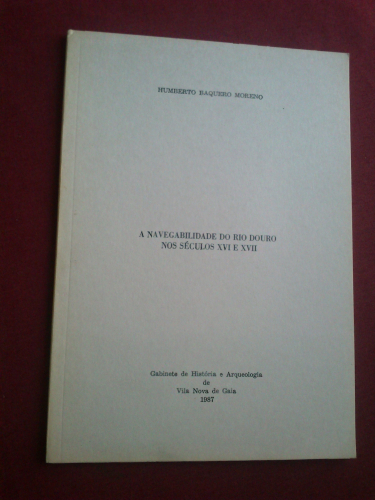 HUMBERTO BAQUERO MORENO
A NAVEGABILIDADE DO RIO DOURO
NOS SÉCULOS XVI E XVII
Gabinete de História e Arqueologia
de
Vila Nova de Gaia
1987